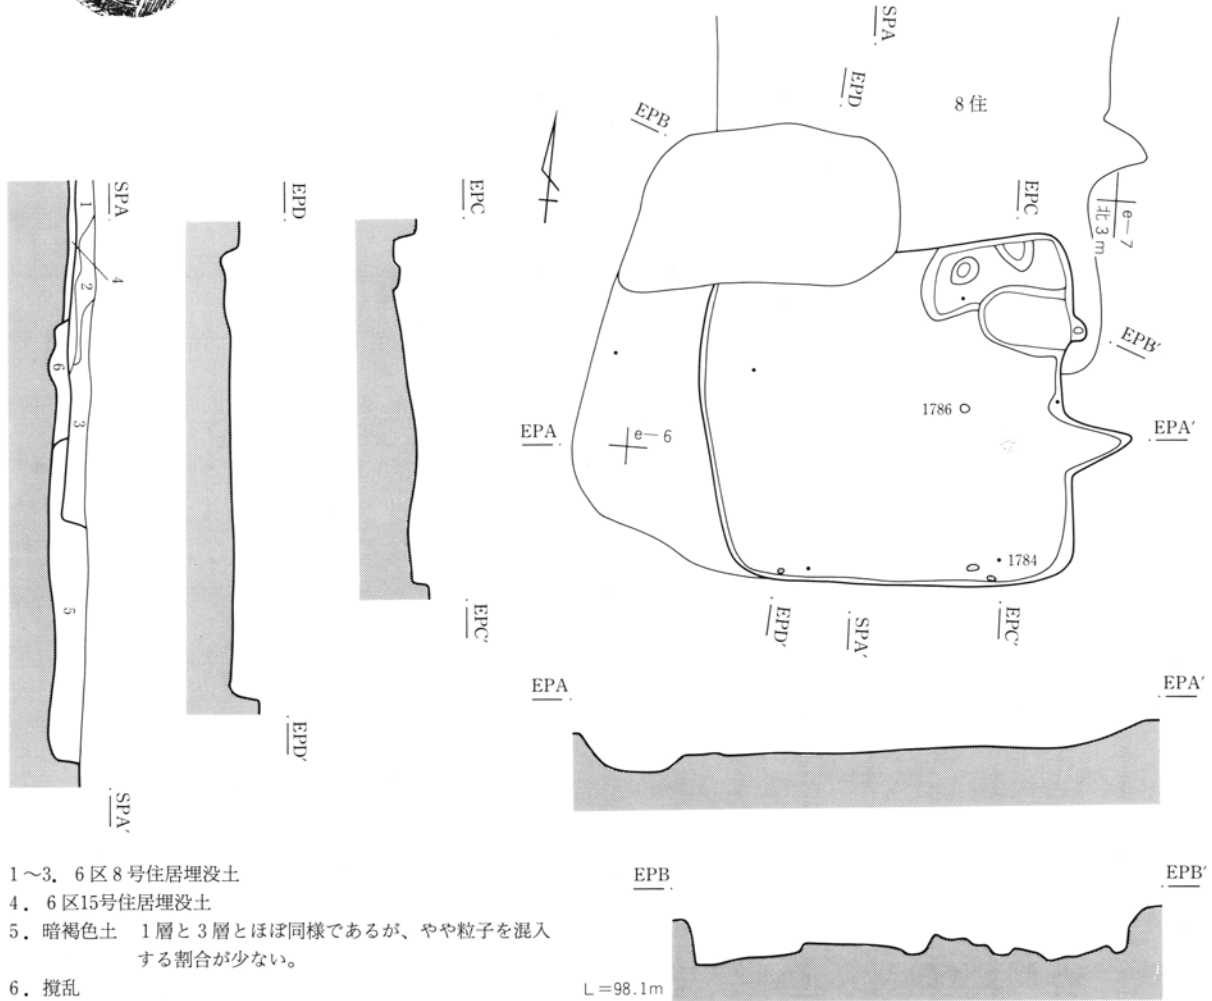 SPA
EPD
8住
EPB
SPA
EPD
EPC
EPC
e—7
北3m
1
2
4
6
3
5
EPB′
1786
EPA
e—6
EPA′
1784
EPC′
EPD′
SPA′
EPC′
EPD′
SPA′
EPA
EPA′
EPB
EPB′
1～3．6区8号住居埋没土
4．6区15号住居埋没土
5．暗褐色土　1層と3層とほぼ同様であるが、やや粒子を混入
する割合が少ない。
6．撹乱
L＝98.1m